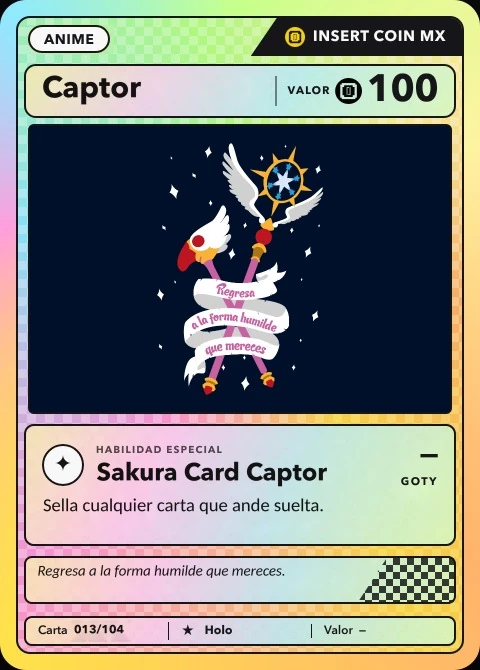 ANIME
INSERT COIN MX
Captor
VALOR 100
Regresa
a la forma humilde
que mereces
HABILIDAD ESPECIAL
Sakura Card Captor
—
GOTY
Sella cualquier carta que ande suelta.
Regresa a la forma humilde que mereces.
Carta 013/104 ★ Holo Valor –